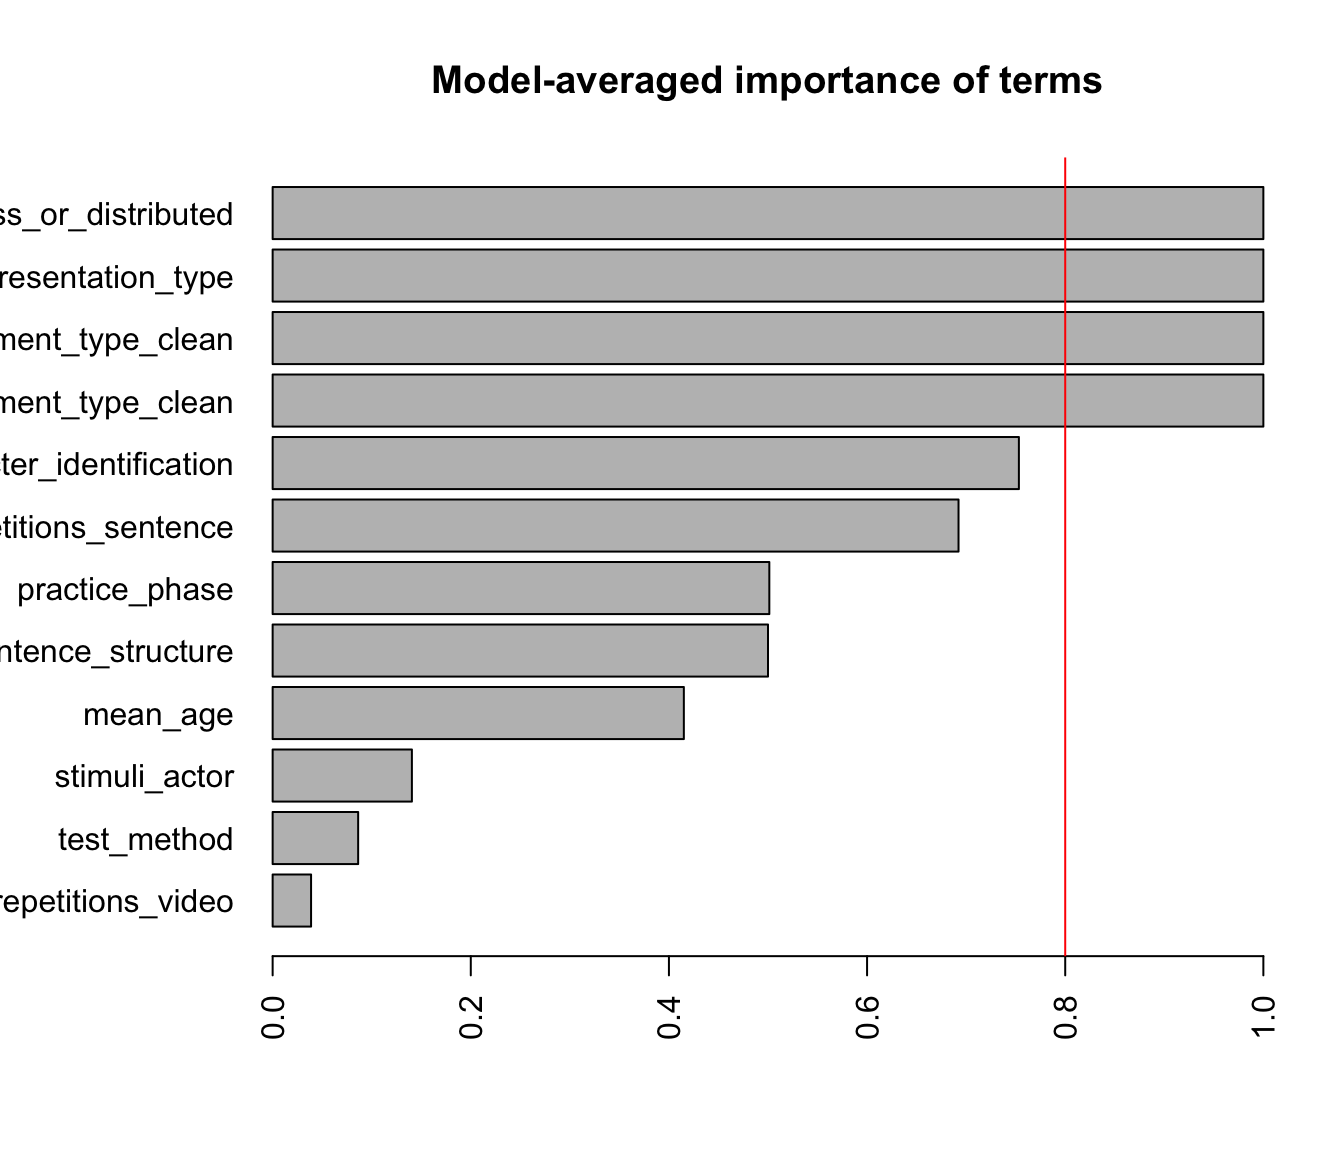 Model-averaged importance of terms
ss_or_distributed
resentation_type
ment_type_clean
ment_type_clean
ter_identification
titions_sentence
practice_phase
ntence_structure
mean_age
stimuli_actor
test_method
repetitions_video
0.0 0.2 0.4 0.6 0.8 1.0